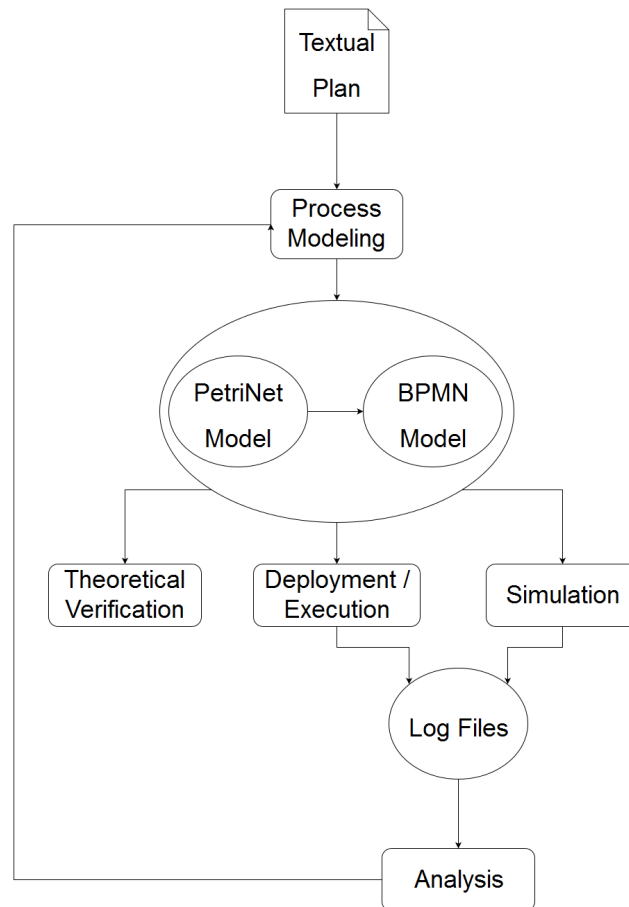 Textual
Plan
Process
Modeling
PetriNet
Model
BPMN
Model
Theoretical
Verification
Deployment /
Execution
Simulation
Log Files
Analysis